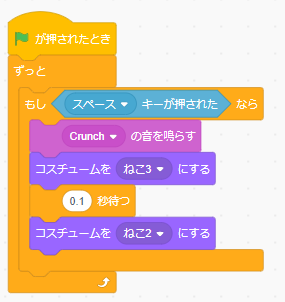 が押されたとき
ずっと
もし スペース キーが押された なら
Crunch の音を鳴らす
コスチュームを ねこ3 にする
0.1 秒待つ
コスチュームを ねこ2 にする